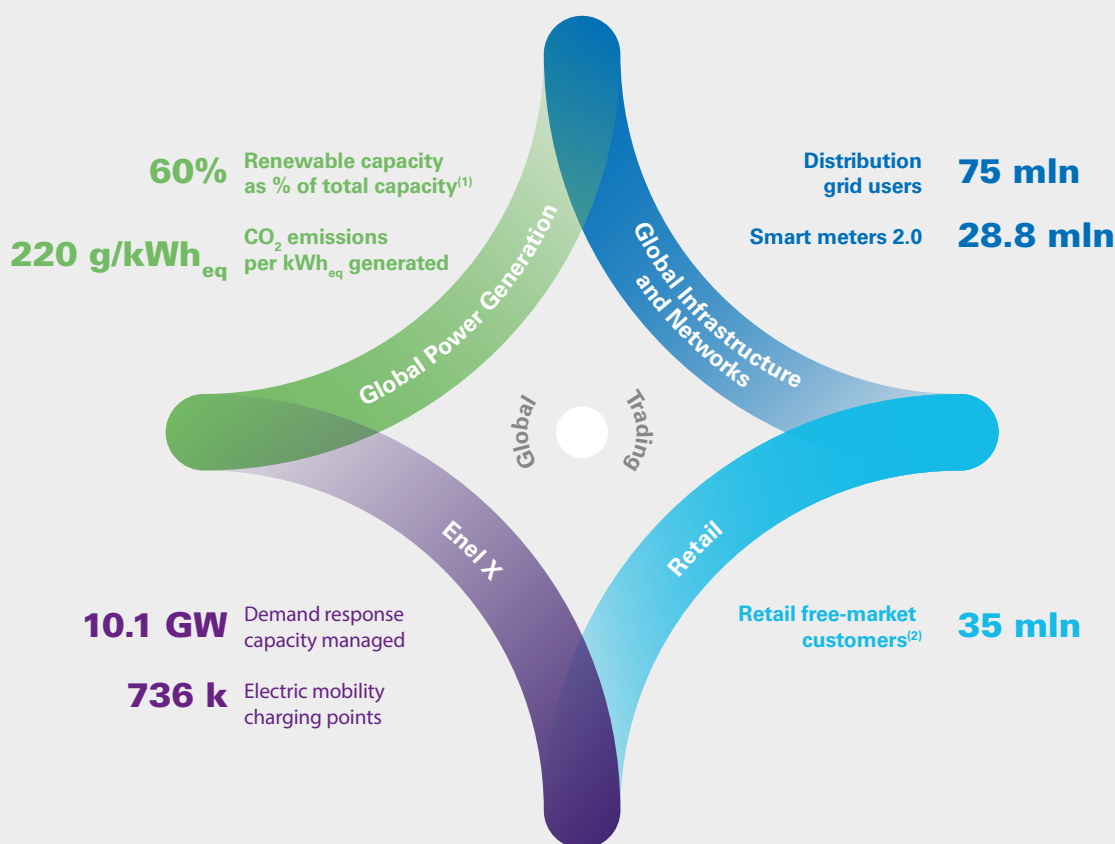 60%
Renewable capacity
as % of total capacity(1)
220 g/kWheq
CO2 emissions
per kWheq generated
Global Power Generation
Distribution
grid users
75 mln
Smart meters 2.0
28.8 mln
Global Infrastructure
and Networks
Global
Trading
Enel X
10.1 GW
Demand response
capacity managed
736 k
Electric mobility
charging points
Retail
Retail free-market
customers(2)
35 mln